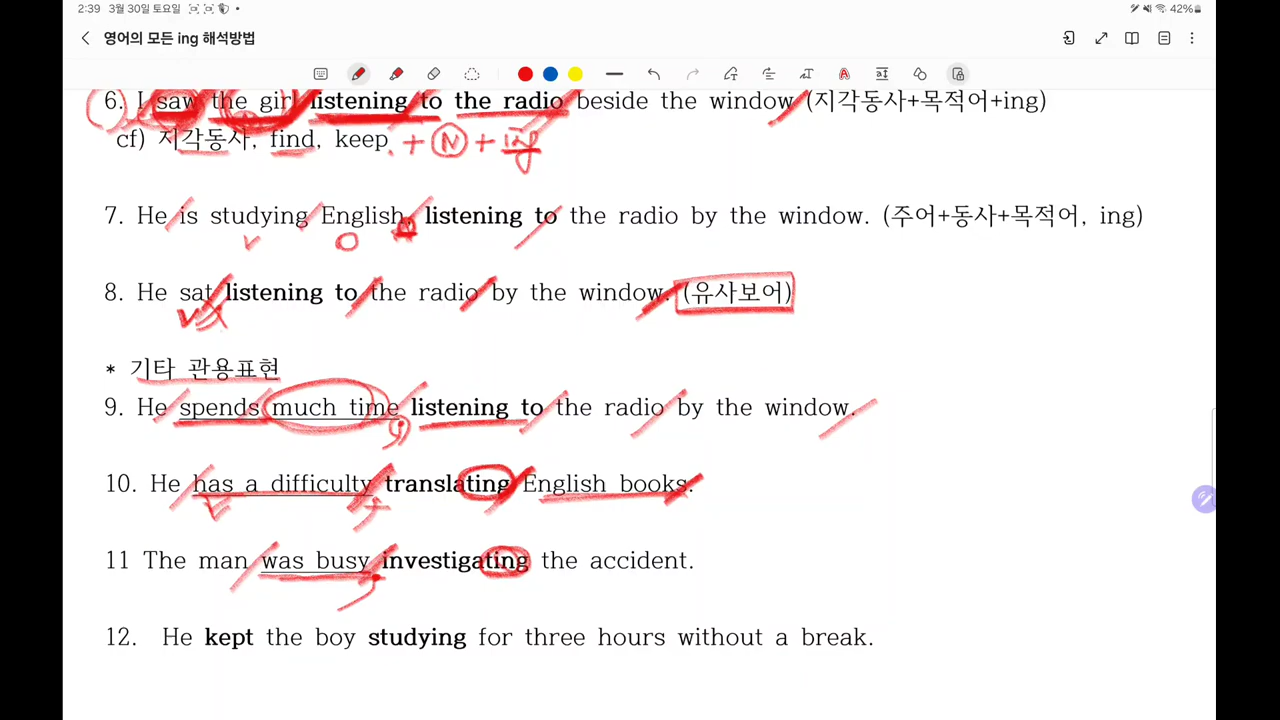 2:39 3월 30일 토요일 42%
영어의 모든 ing 해석방법
6. I saw the girl listening to the radio beside the window (지각동사+목적어+ing)
cf) 지각동사, find, keep + N + ing
7. He is studying English, listening to the radio by the window. (주어+동사+목적어, ing)
8. He sat listening to the radio by the window. (유사보어)
* 기타 관용표현
9. He spends much time listening to the radio by the window.
10. He has a difficulty translating English books.
11 The man was busy investigating the accident.
12. He kept the boy studying for three hours without a break.